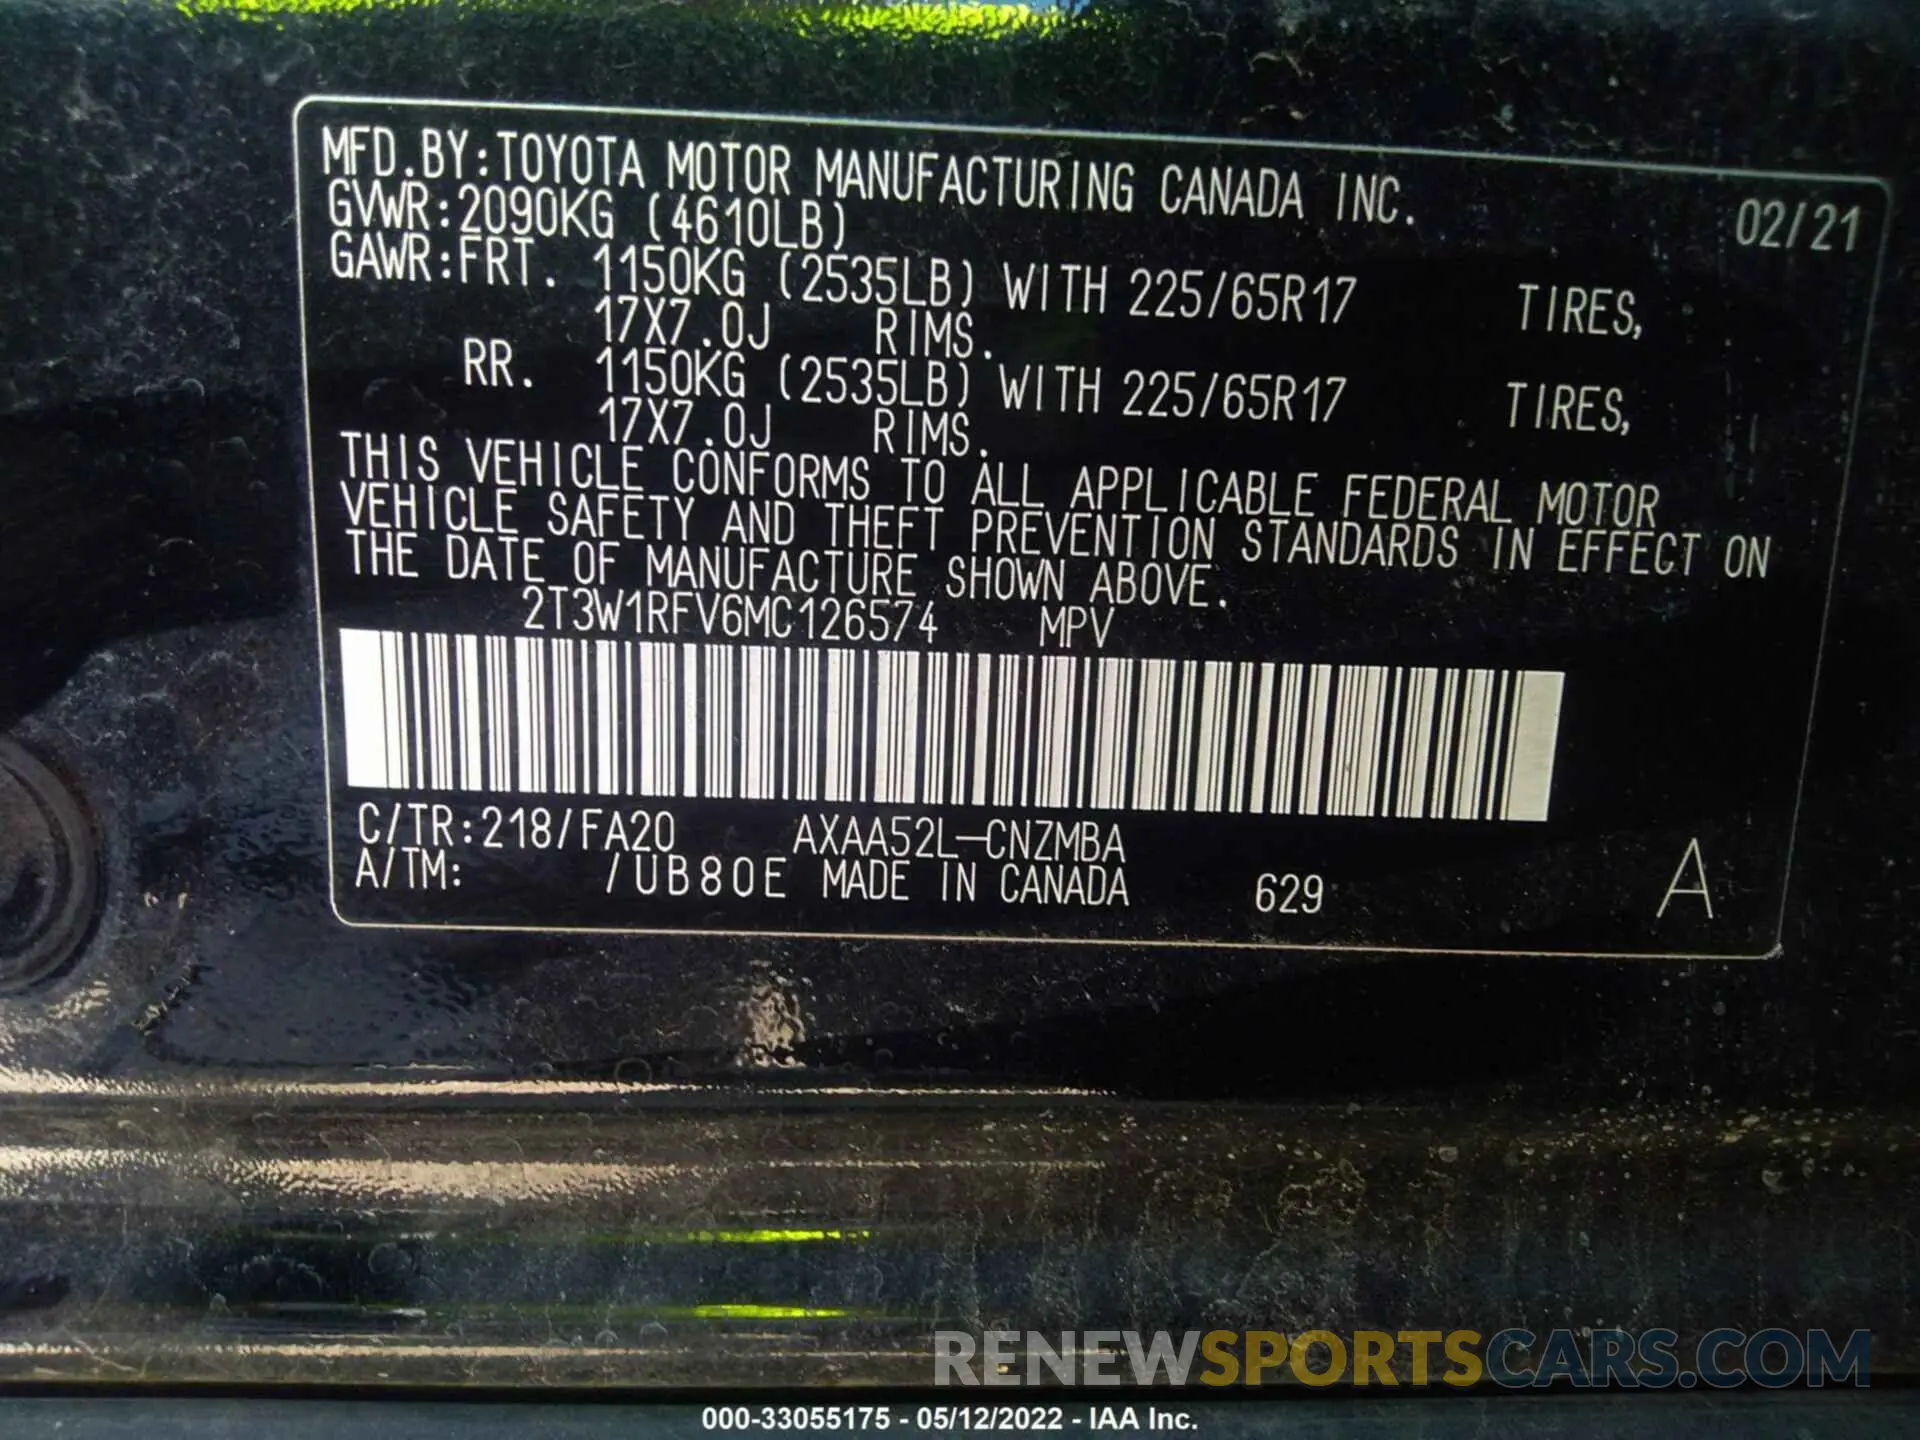 MFD.BY:TOYOTA MOTOR MANUFACTURING CANADA INC. 02/21
GVWR:2090KG (4610LB)
GAWR:FRT. 1150KG (2535LB) WITH 225/65R17 TIRES,
17X7.0J RIMS.
RR. 1150KG (2535LB) WITH 225/65R17 TIRES,
17X7.0J RIMS.
THIS VEHICLE CONFORMS TO ALL APPLICABLE FEDERAL MOTOR
VEHICLE SAFETY AND THEFT PREVENTION STANDARDS IN EFFECT ON
THE DATE OF MANUFACTURE SHOWN ABOVE.
2T3W1RFV6MC126574 MPV
C/TR:218/FA20 AXAA52L-CNZMBA
A/TM: /UB80E MADE IN CANADA 629 A
RENEWSPORTSCARS.COM
000-33055175 - 05/12/2022 - IAA Inc.